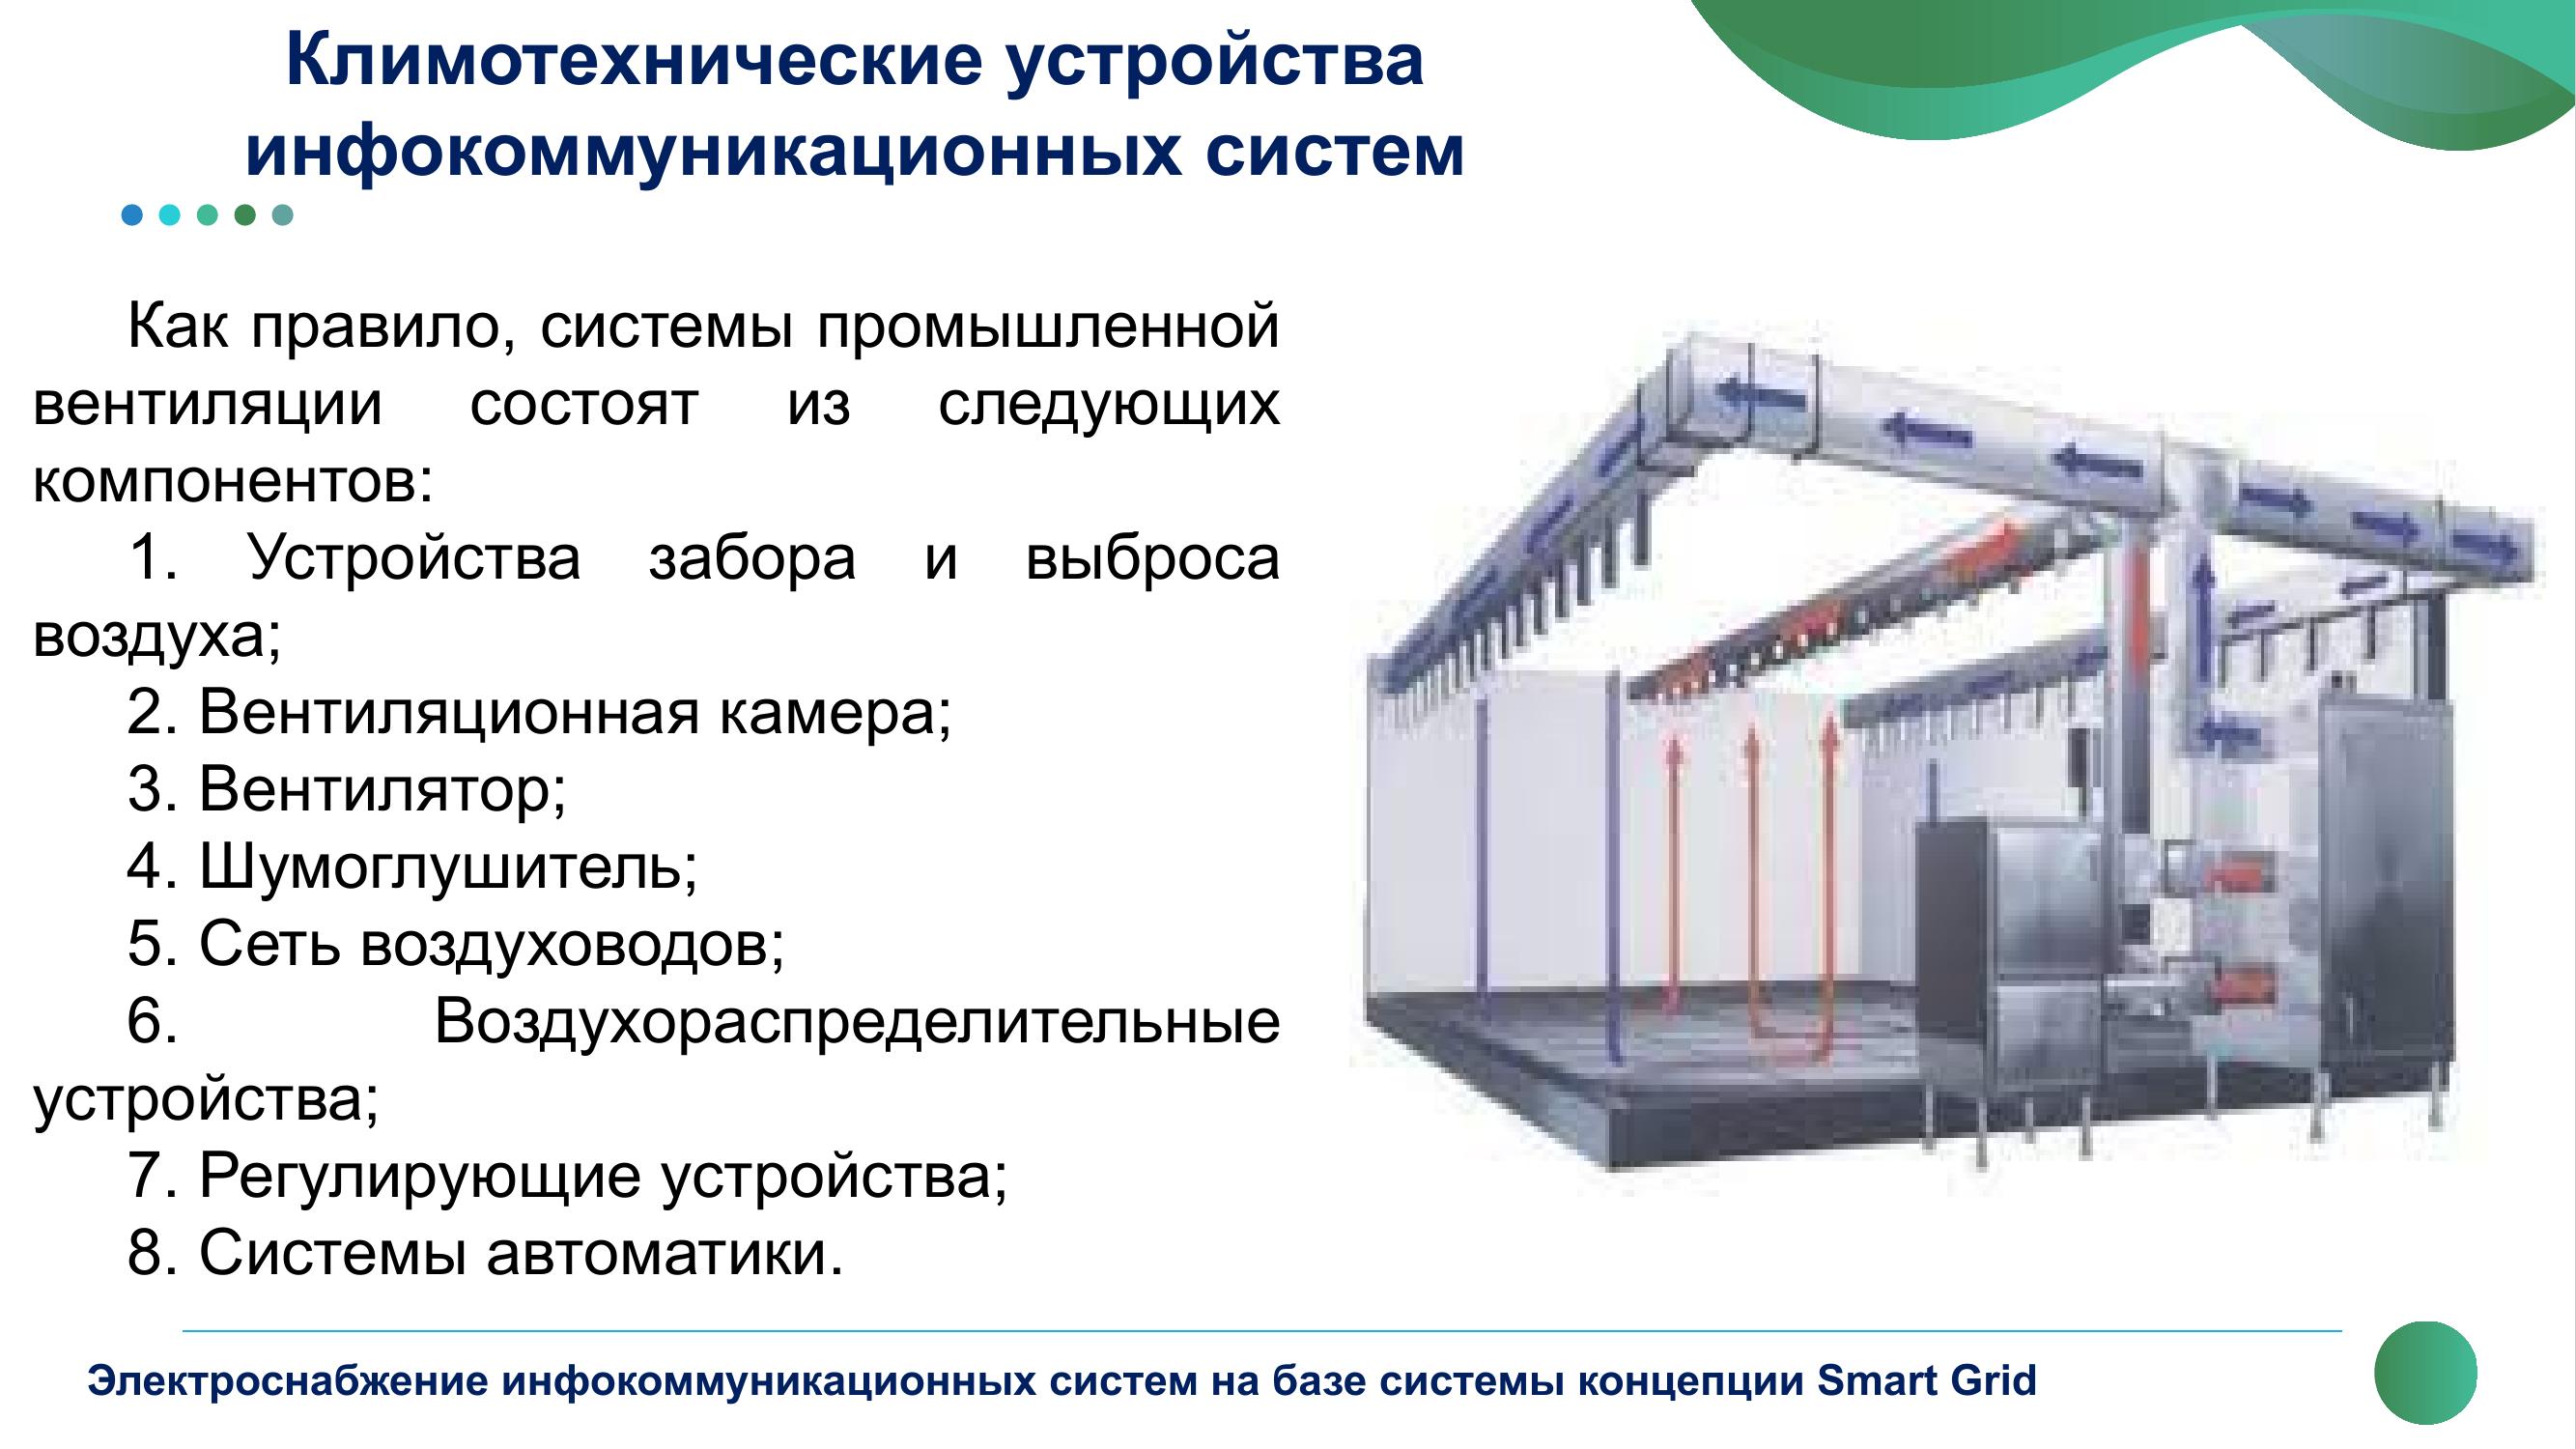 Климотехнические устройства
инфокоммуникационных систем
Как правило, системы промышленной
вентиляции состоят из следующих
компонентов:
1. Устройства забора и выброса
воздуха;
2. Вентиляционная камера;
3. Вентилятор;
4. Шумоглушитель;
5. Сеть воздуховодов;
6. Воздухораспределительные
устройства;
7. Регулирующие устройства;
8. Системы автоматики.
Электроснабжение инфокоммуникационных систем на базе системы концепции Smart Grid